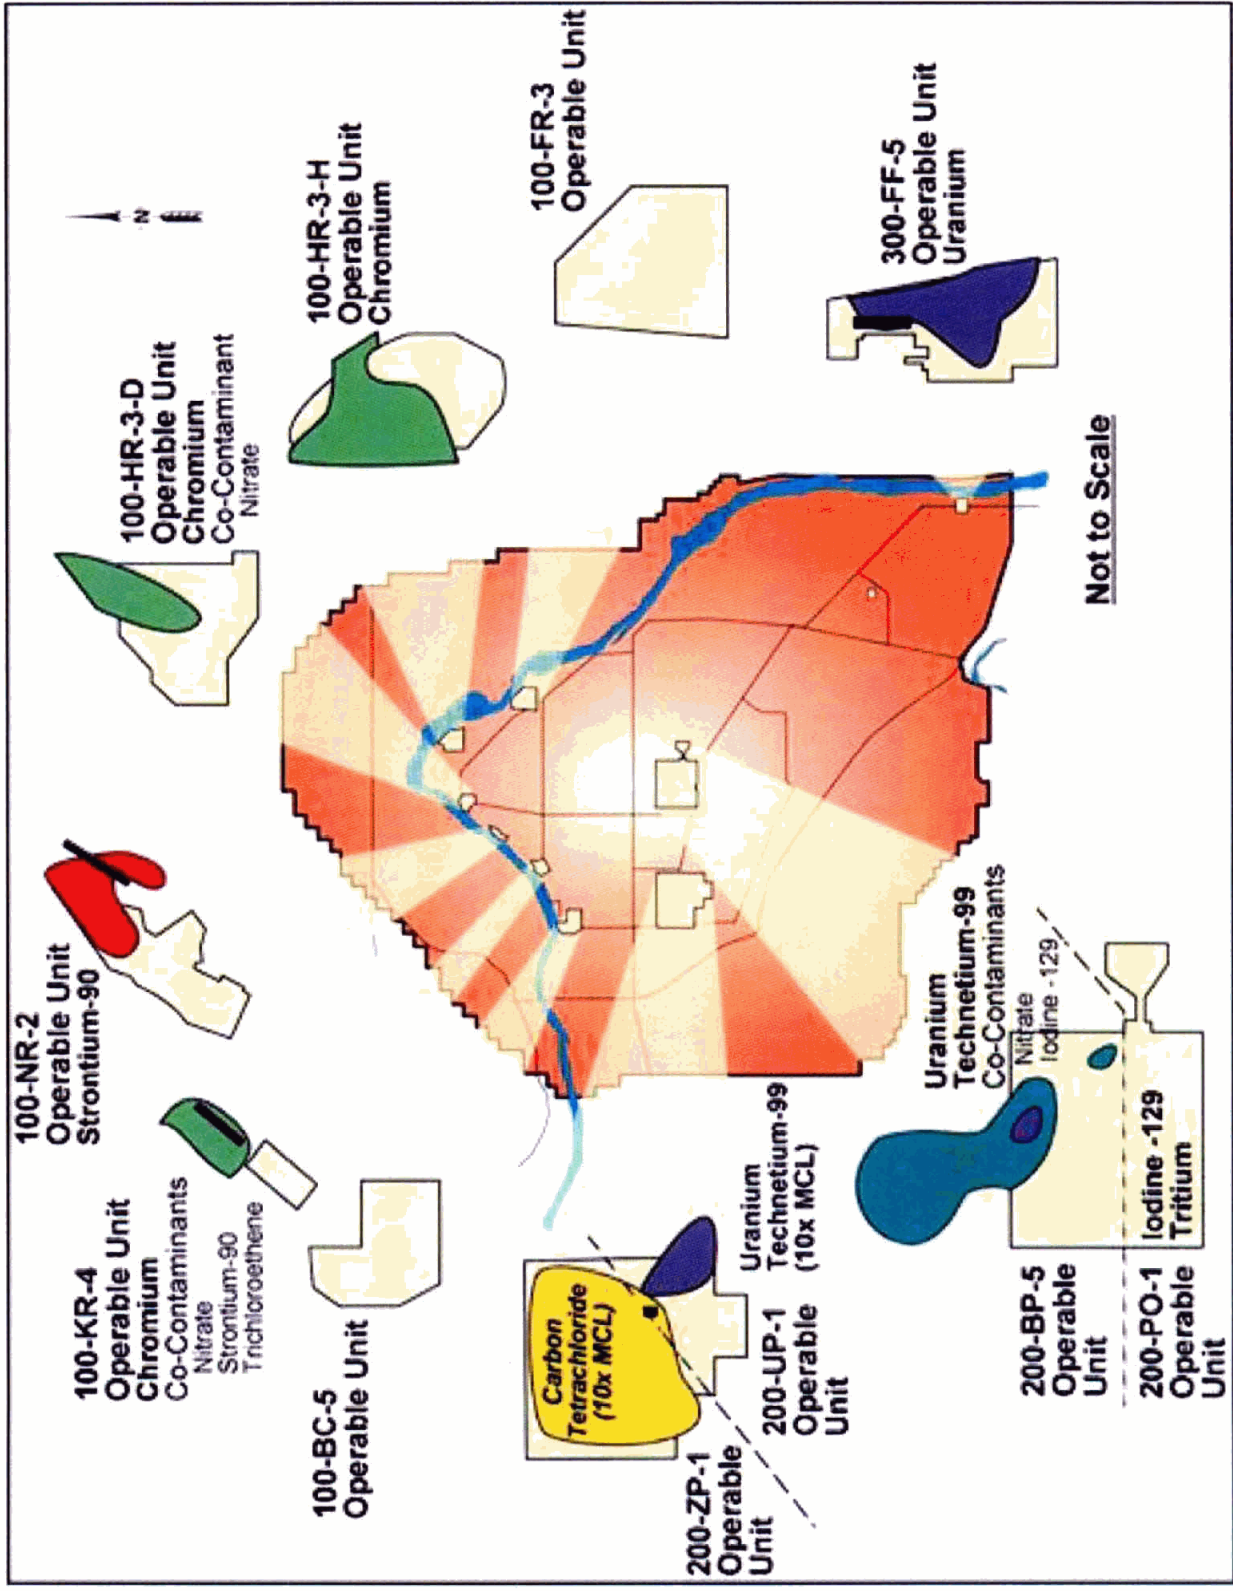 100-NR-2
Operable Unit
Strontium-90
100-KR-4
Operable Unit
Chromium
Co-Contaminants
Nitrate
Strontium-90
Trichloroethene
100-BC-5
Operable Unit
100-HR-3-D
Operable Unit
Chromium
Co-Contaminant
Nitrate
N
100-HR-3-H
Operable Unit
Chromium
100-FR-3
Operable Unit
300-FF-5
Operable Unit
Uranium
Not to Scale
Carbon
Tetrachloride
(10x MCL)
Uranium
Technetium-99
(10x MCL)
200-ZP-1
Operable
Unit
200-UP-1
Operable
Unit
Uranium
Technetium-99
Co-Contaminants
Nitrate
Iodine -129
200-BP-5
Operable
Unit
Iodine -129
Tritium
200-PO-1
Operable
Unit